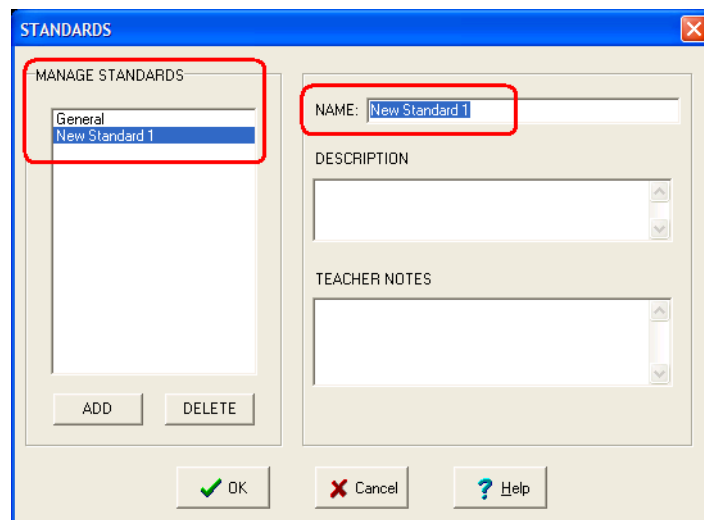 STANDARDS
MANAGE STANDARDS
General
New Standard 1
ADD
DELETE
NAME: New Standard 1
DESCRIPTION
TEACHER NOTES
OK
Cancel
Help